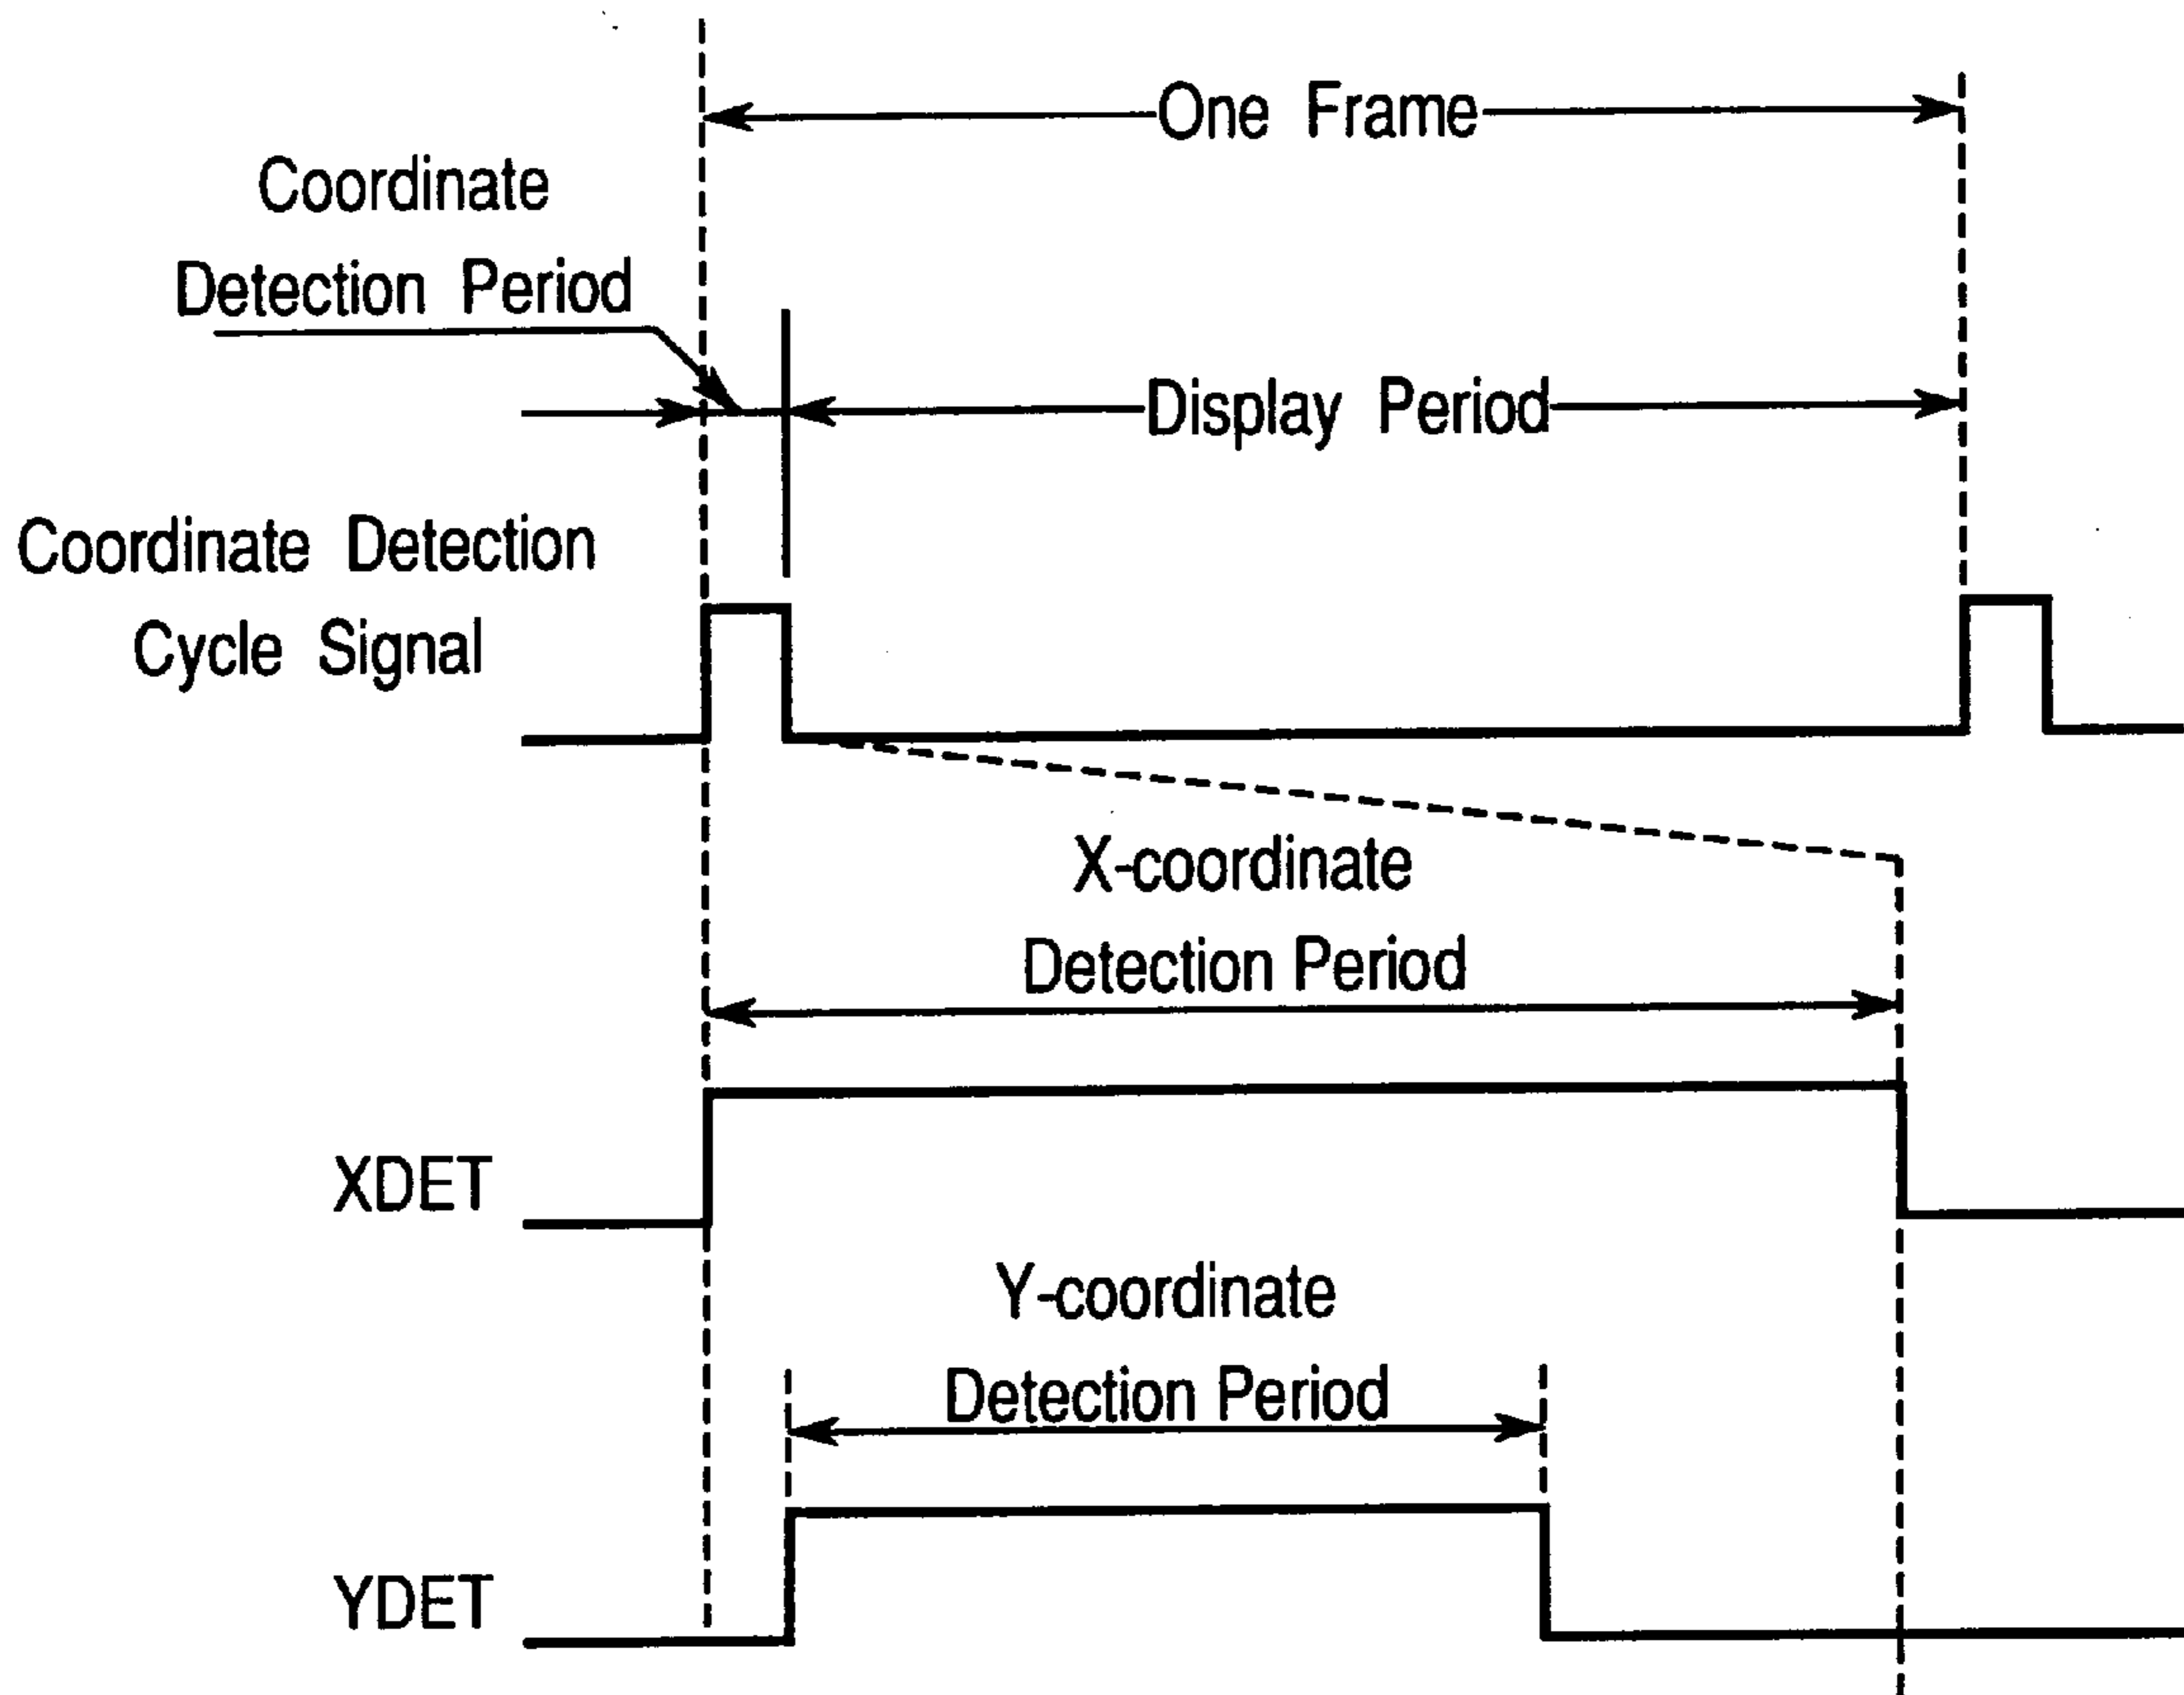 One Frame
Coordinate
Detection Period
Display Period
Coordinate Detection
Cycle Signal
X-coordinate
Detection Period
XDET
Y-coordinate
Detection Period
YDET